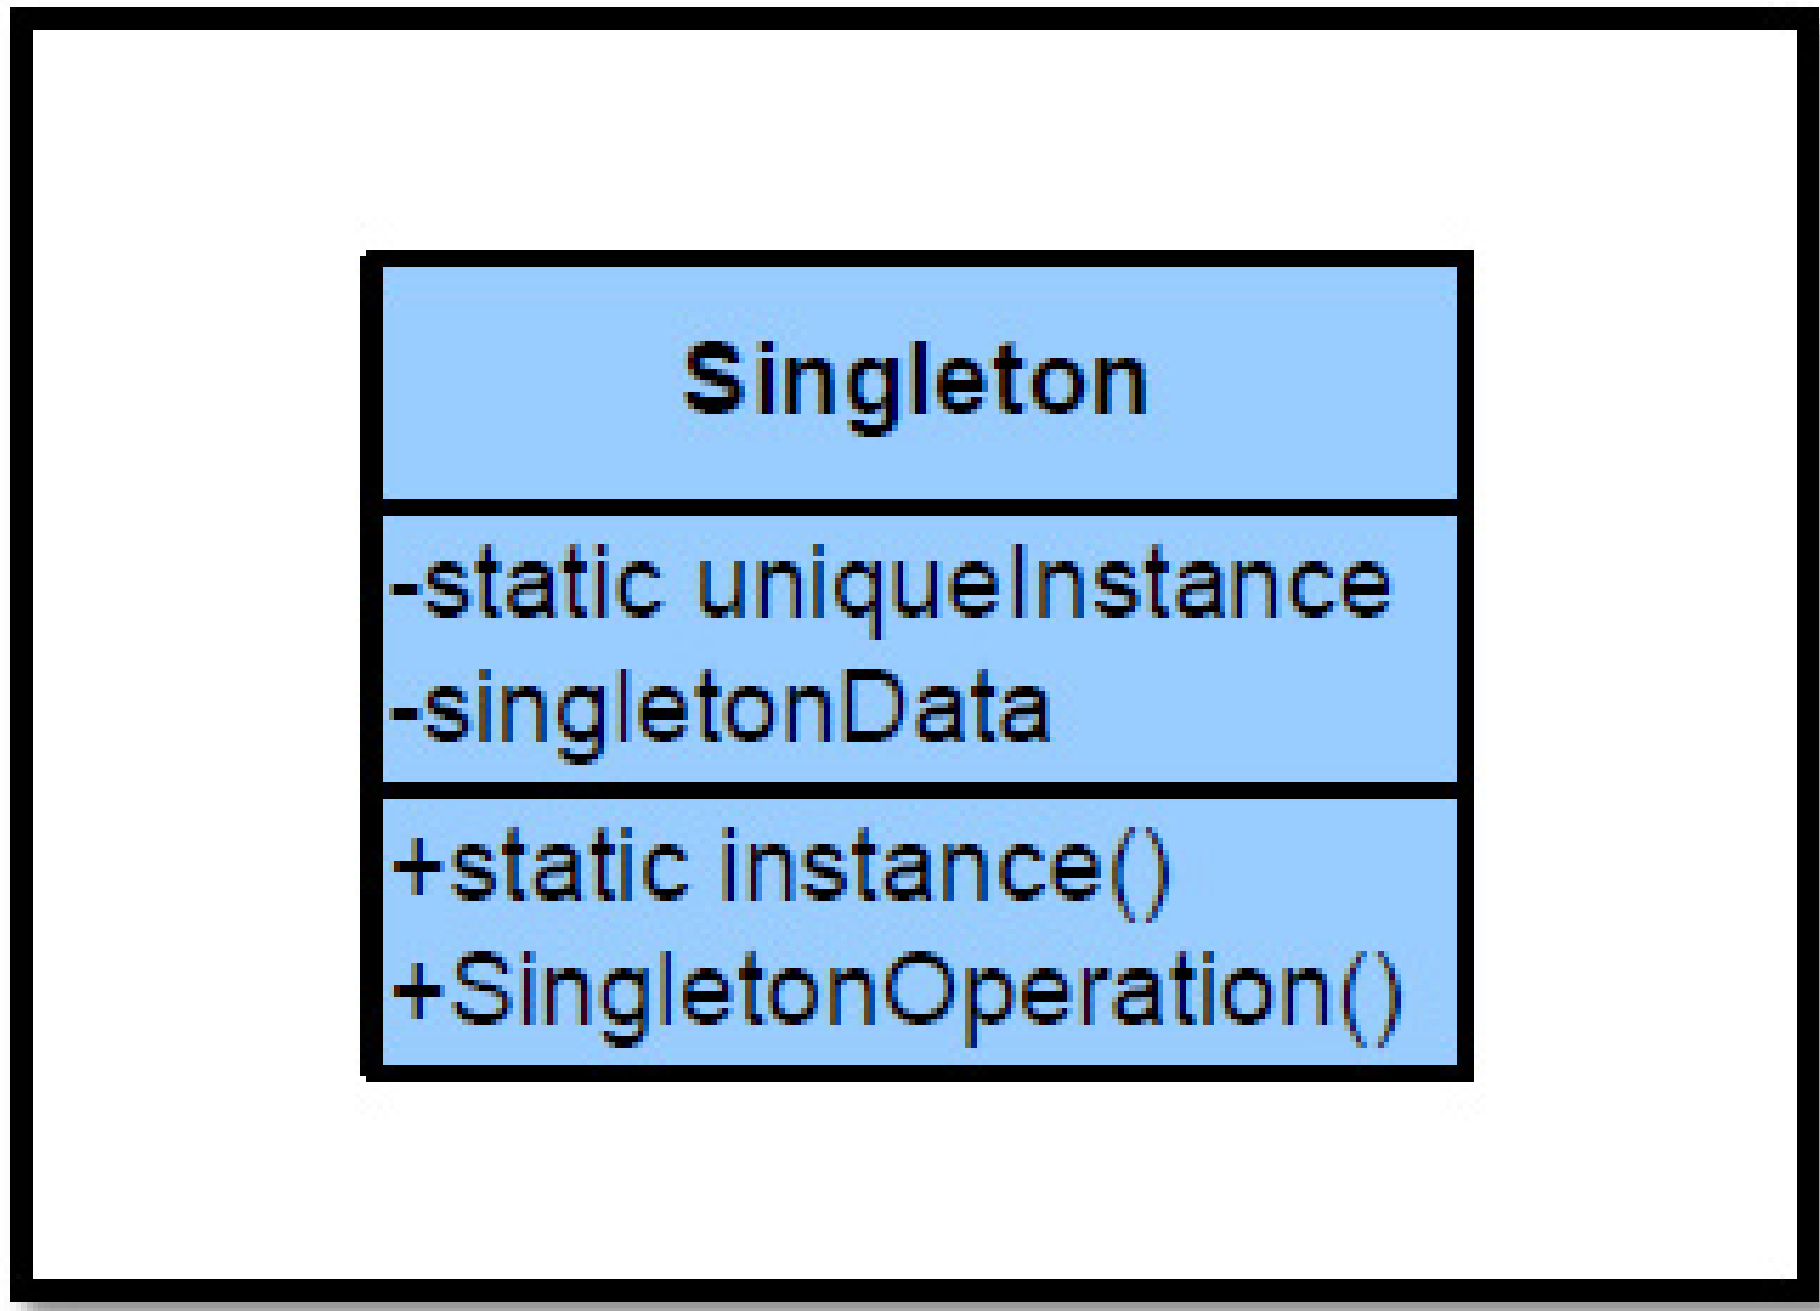 Singleton
-static uniqueInstance
-singletonData
+static instance()
+SingletonOperation()